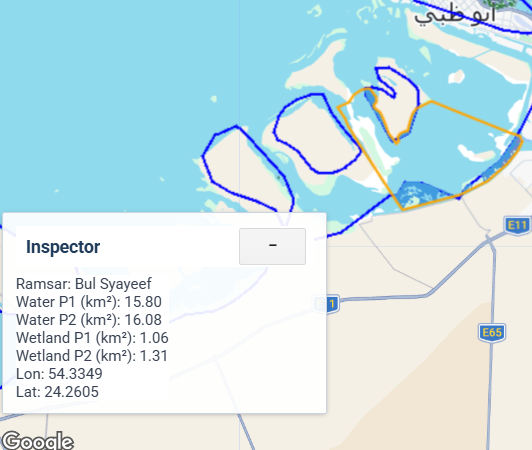 أبو ظبي
E11
Inspector
-
Ramsar: Bul Syayeef
Water P1 (km²): 15.80
Water P2 (km²): 16.08
Wetland P1 (km²): 1.06
Wetland P2 (km²): 1.31
Lon: 54.3349
Lat: 24.2605
1
E65
Google